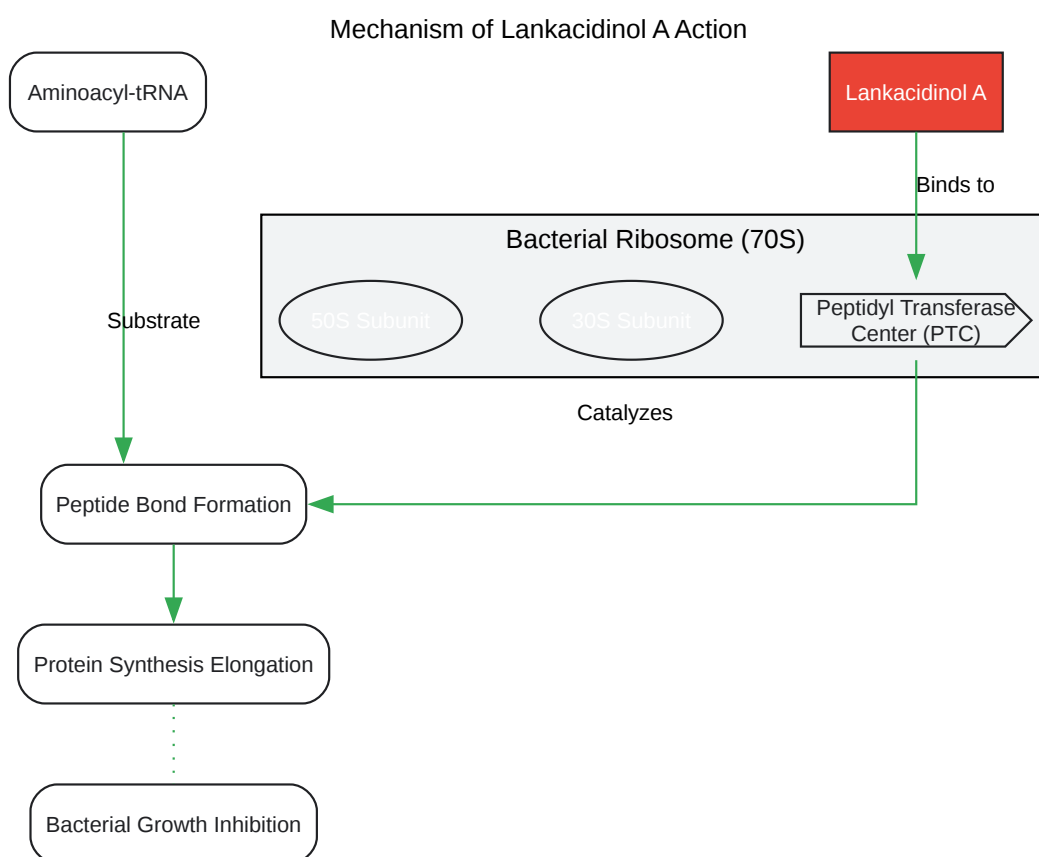 Mechanism of Lankacidinol A Action
Aminoacyl-tRNA
Lankacidinol A
Binds to
Bacterial Ribosome (70S)
Substrate
50S Subunit
30S Subunit
Peptidyl Transferase
Center (PTC)
Catalyzes
Peptide Bond Formation
Protein Synthesis Elongation
Bacterial Growth Inhibition